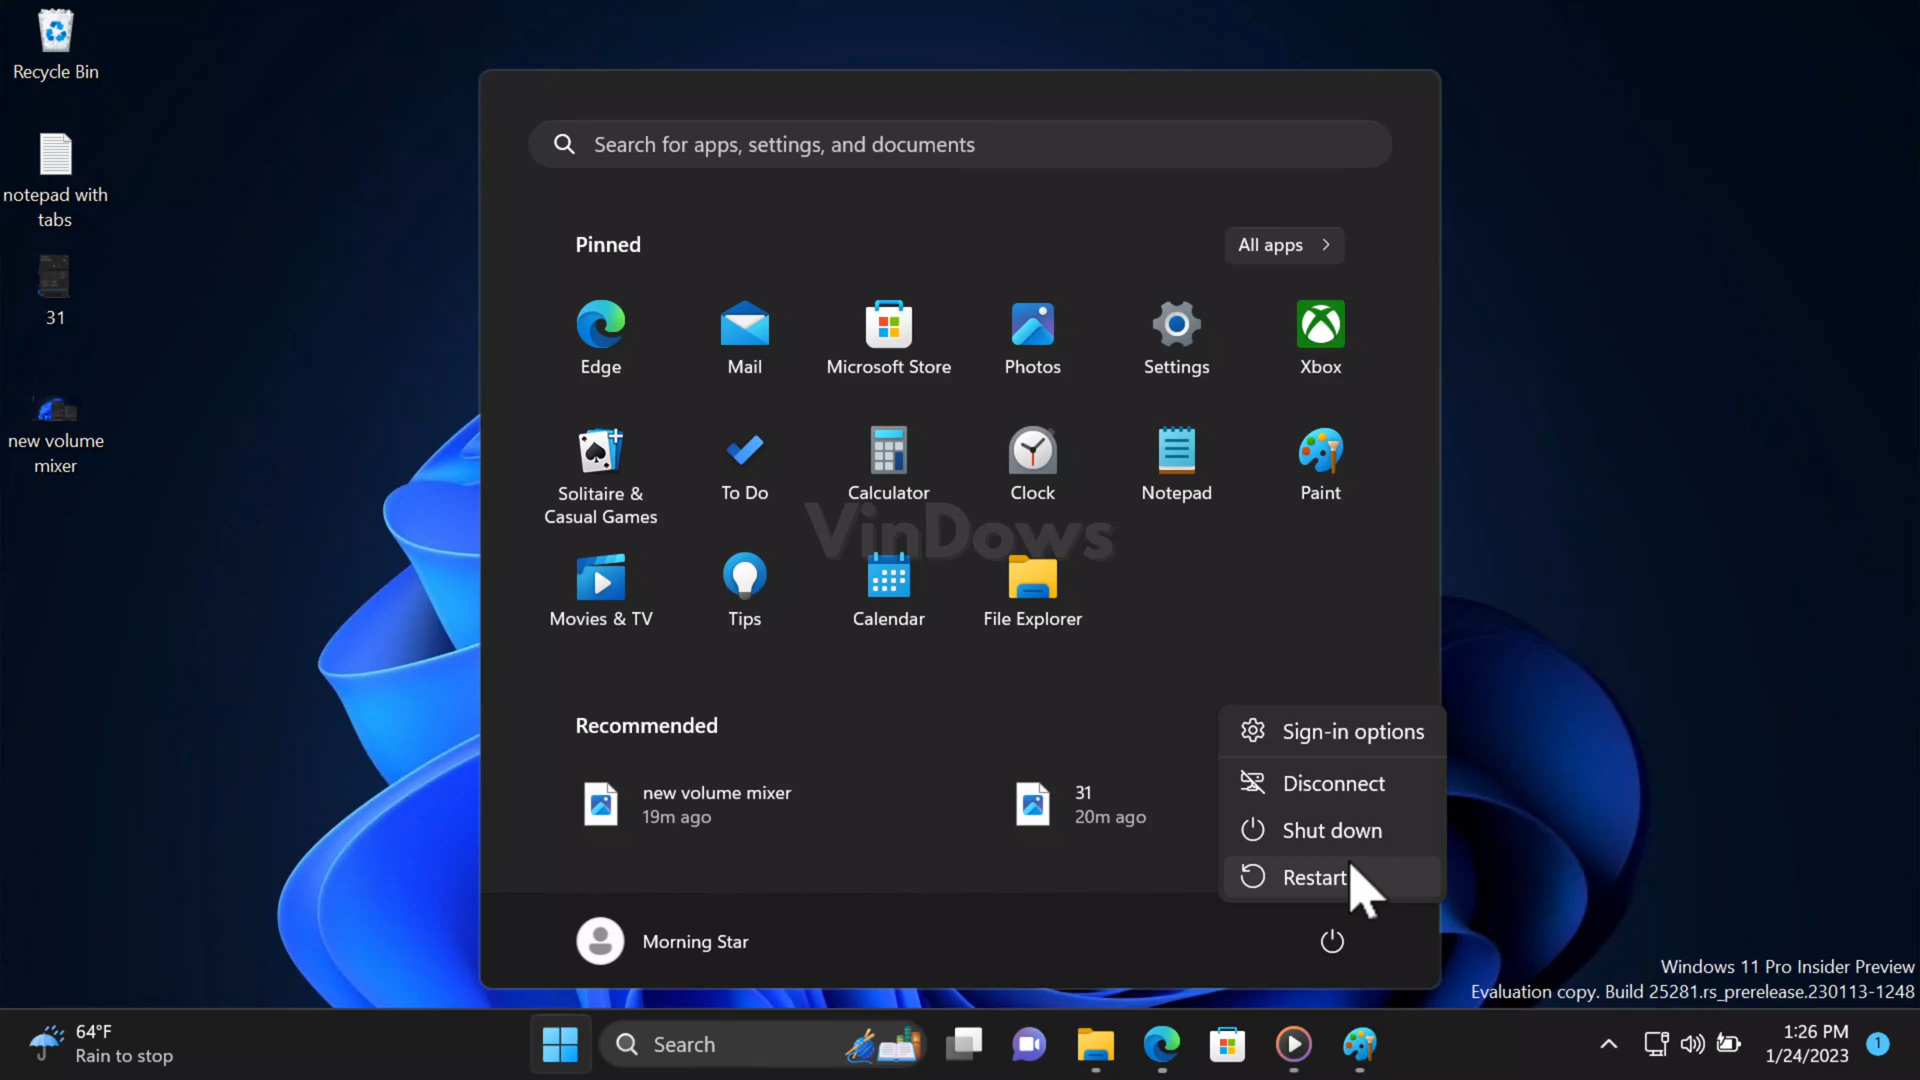 Recycle Bin
notepad with
tabs
31
new volume
mixer
Search for apps, settings, and documents
Pinned
All apps
Edge
Mail
Microsoft Store
Photos
Settings
Xbox
Solitaire &
Casual Games
To Do
Calculator
Clock
Notepad
Paint
VinDows
Movies & TV
Tips
Calendar
File Explorer
Recommended
new volume mixer
19m ago
31
20m ago
Sign-in options
Disconnect
Shut down
Restart
Morning Star
Windows 11 Pro Insider Preview
Evaluation copy. Build 25281.rs_prerelease.230113-1248
64°F
Rain to stop
Search
1:26 PM
1/24/2023
1